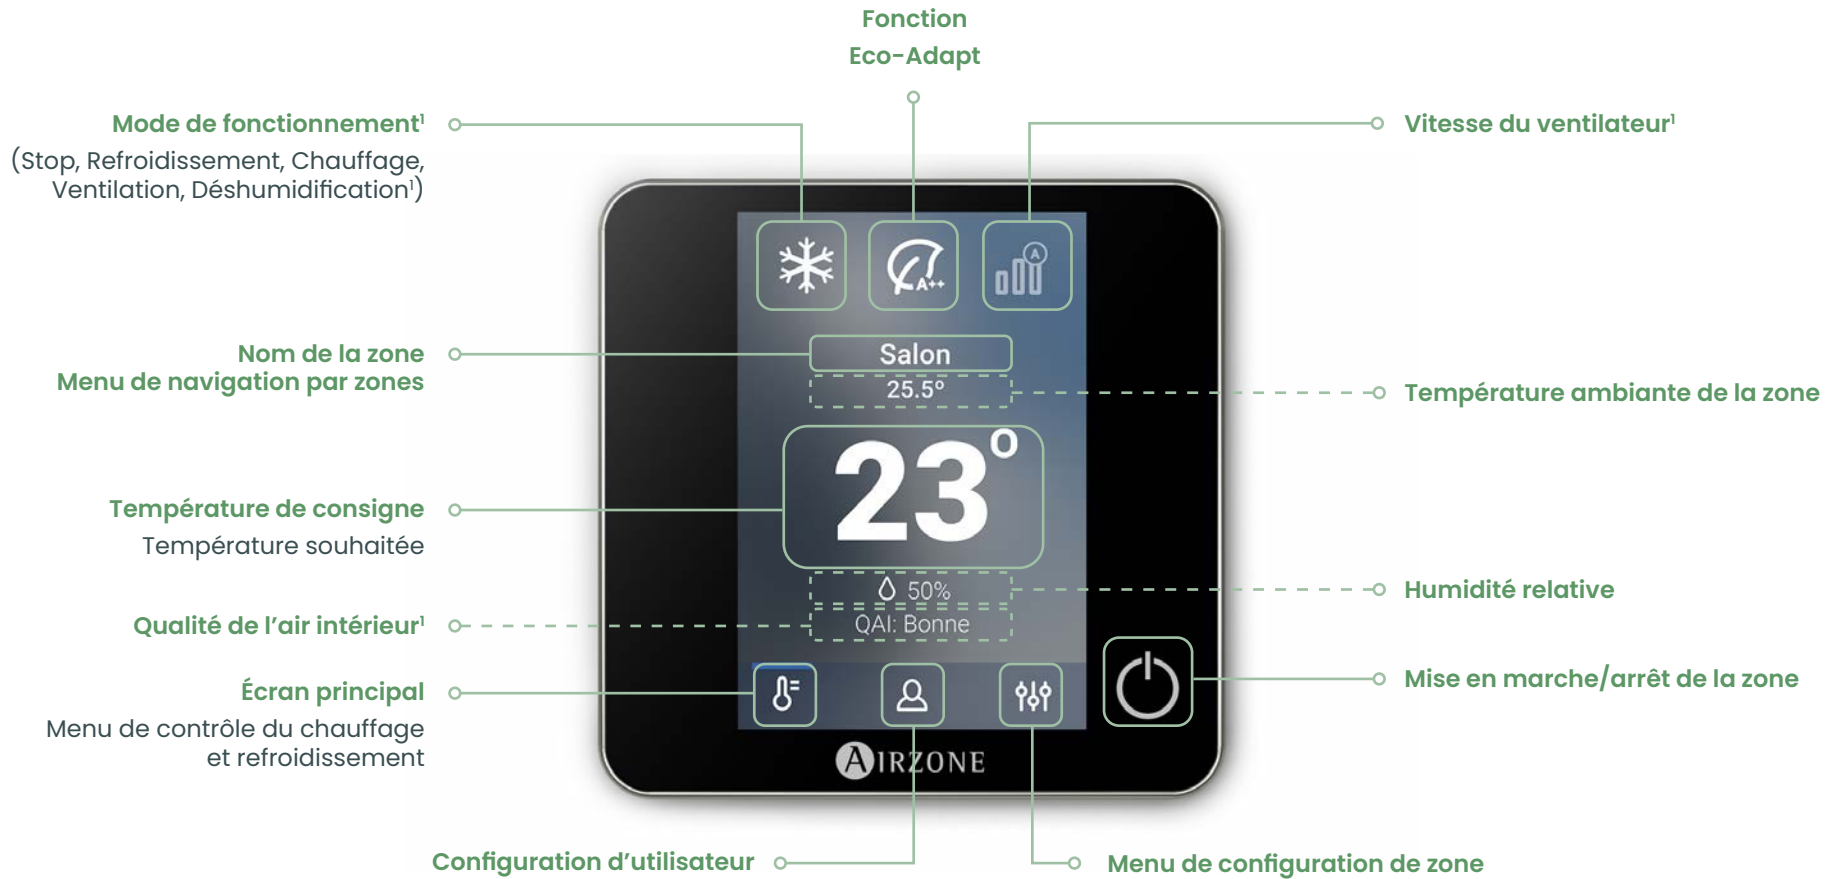 Fonction
Eco-Adapt
Mode de fonctionnement¹
(Stop, Refroidissement, Chauffage,
Ventilation, Déshumidification¹)
Vitesse du ventilateur¹
A
A++
Nom de la zone
Menu de navigation par zones
Salon
25.5°
Température ambiante de la zone
23°
Température de consigne
Température souhaitée
50%
Humidité relative
Qualité de l’air intérieur¹
QAI: Bonne
Écran principal
Menu de contrôle du chauffage
et refroidissement
Mise en marche/arrêt de la zone
AIRZONE
Configuration d’utilisateur
Menu de configuration de zone